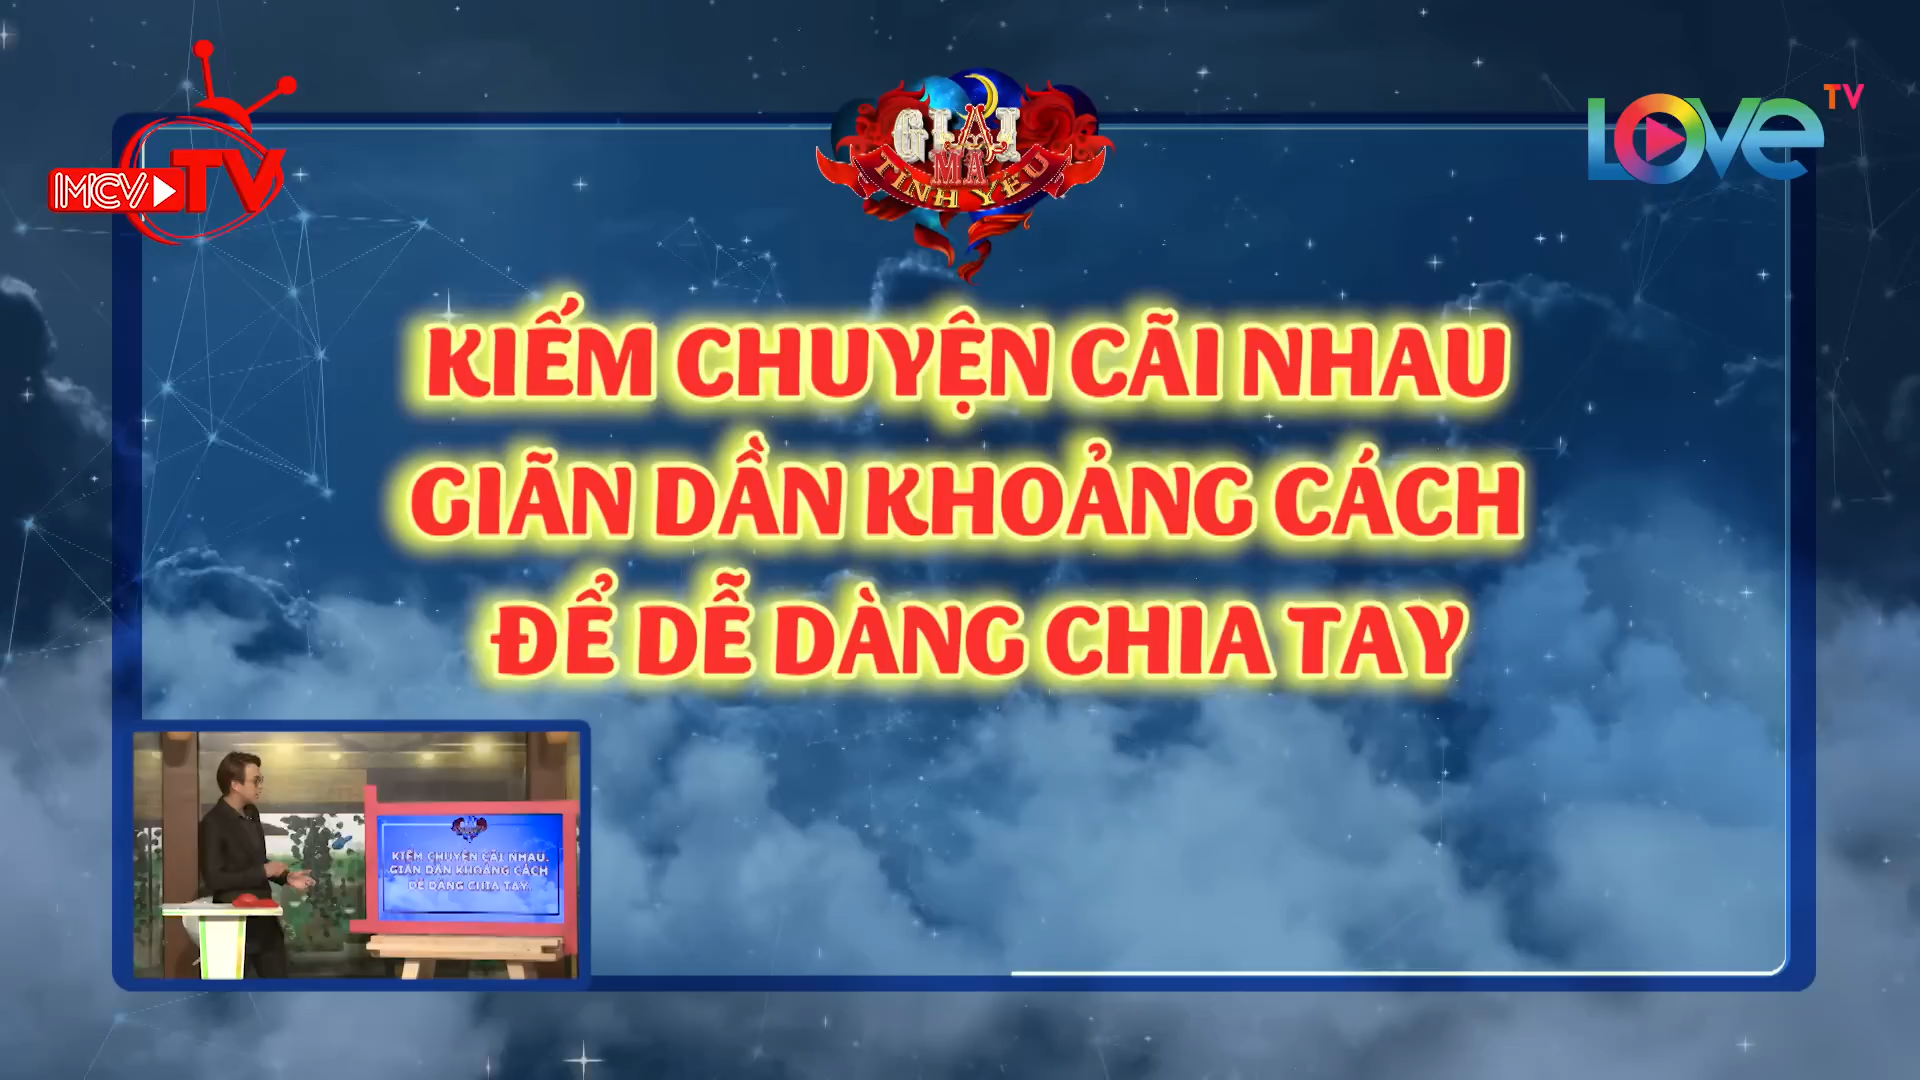 MCV TV
GIẢI
MÃ
TÌNH YÊU
LOVE TV
KIẾM CHUYỆN CÃI NHAU
GIÃN DẦN KHOẢNG CÁCH
ĐỂ DỄ DÀNG CHIA TAY
KIẾM CHUYỆN CÃI NHAU.
GIÃN DẦN KHOẢNG CÁCH
ĐỂ DỄ DÀNG CHIA TAY.